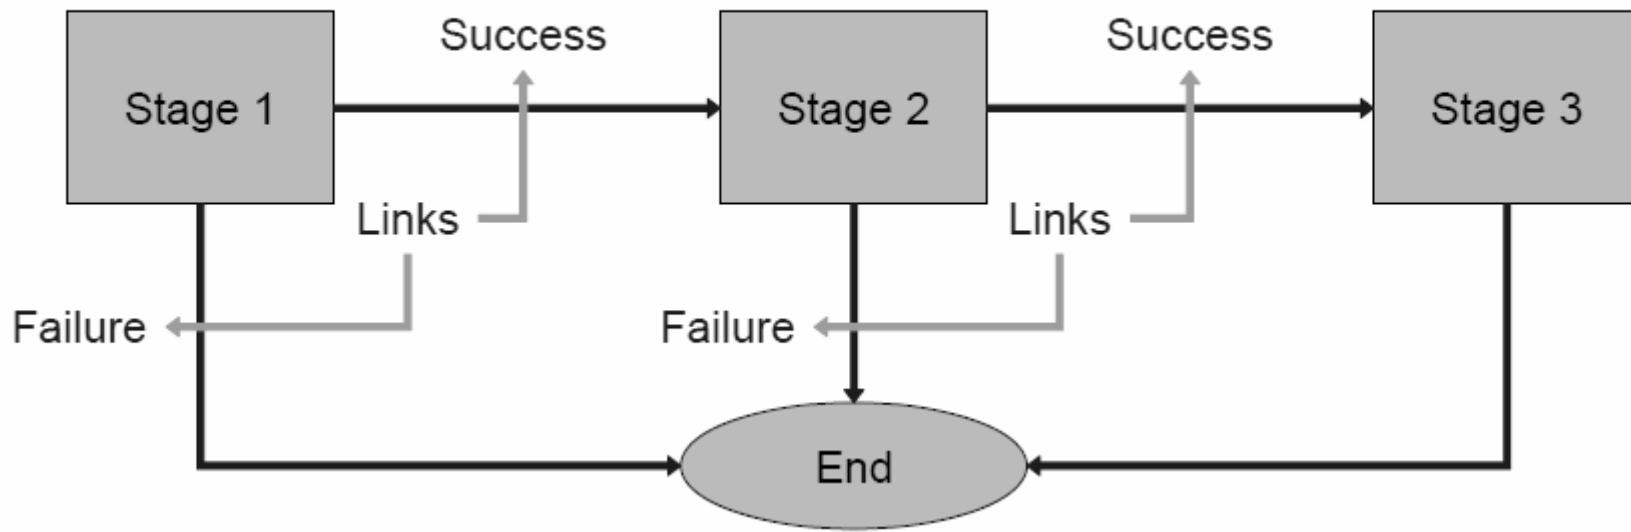 Success
Success
Stage 1
Stage 2
Stage 3
Links
Links
Failure
Failure
End